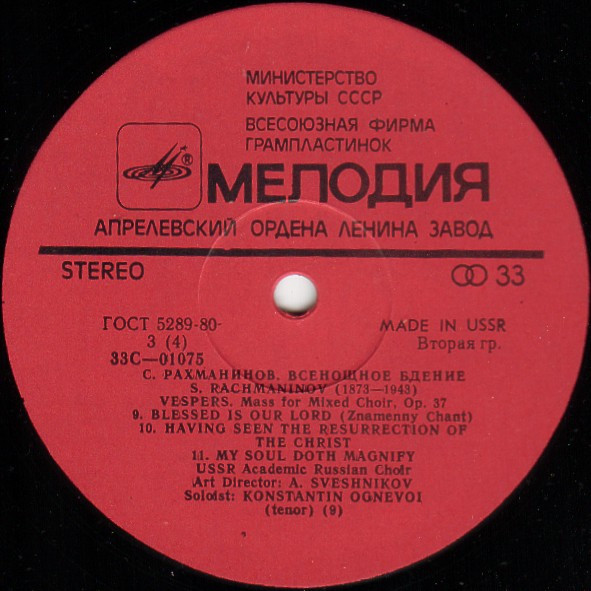 МИНИСТЕРСТВО
КУЛЬТУРЫ СССР
ВСЕСОЮЗНАЯ ФИРМА
ГРАМПЛАСТИНОК
®
МЕЛОДИЯ
АПРЕЛЕВСКИЙ ОРДЕНА ЛЕНИНА ЗАВОД
STEREO
33
ГОСТ 5289-80
MADE IN USSR
3 (4)
Вторая гр.
33С—01075
С. РАХМАНИНОВ. ВСЕНОЩНОЕ БДЕНИЕ
S. RACHMANINOV (1873—1943)
VESPERS. Mass for Mixed Choir, Op. 37
9. BLESSED IS OUR LORD (Znamenny Chant)
10. HAVING SEEN THE RESURRECTION OF
THE CHRIST
11. MY SOUL DOTH MAGNIFY
USSR Academic Russian Choir
Art Director: A. SVESHNIKOV
Soloist: KONSTANTIN OGNEVOI
(tenor) (9)